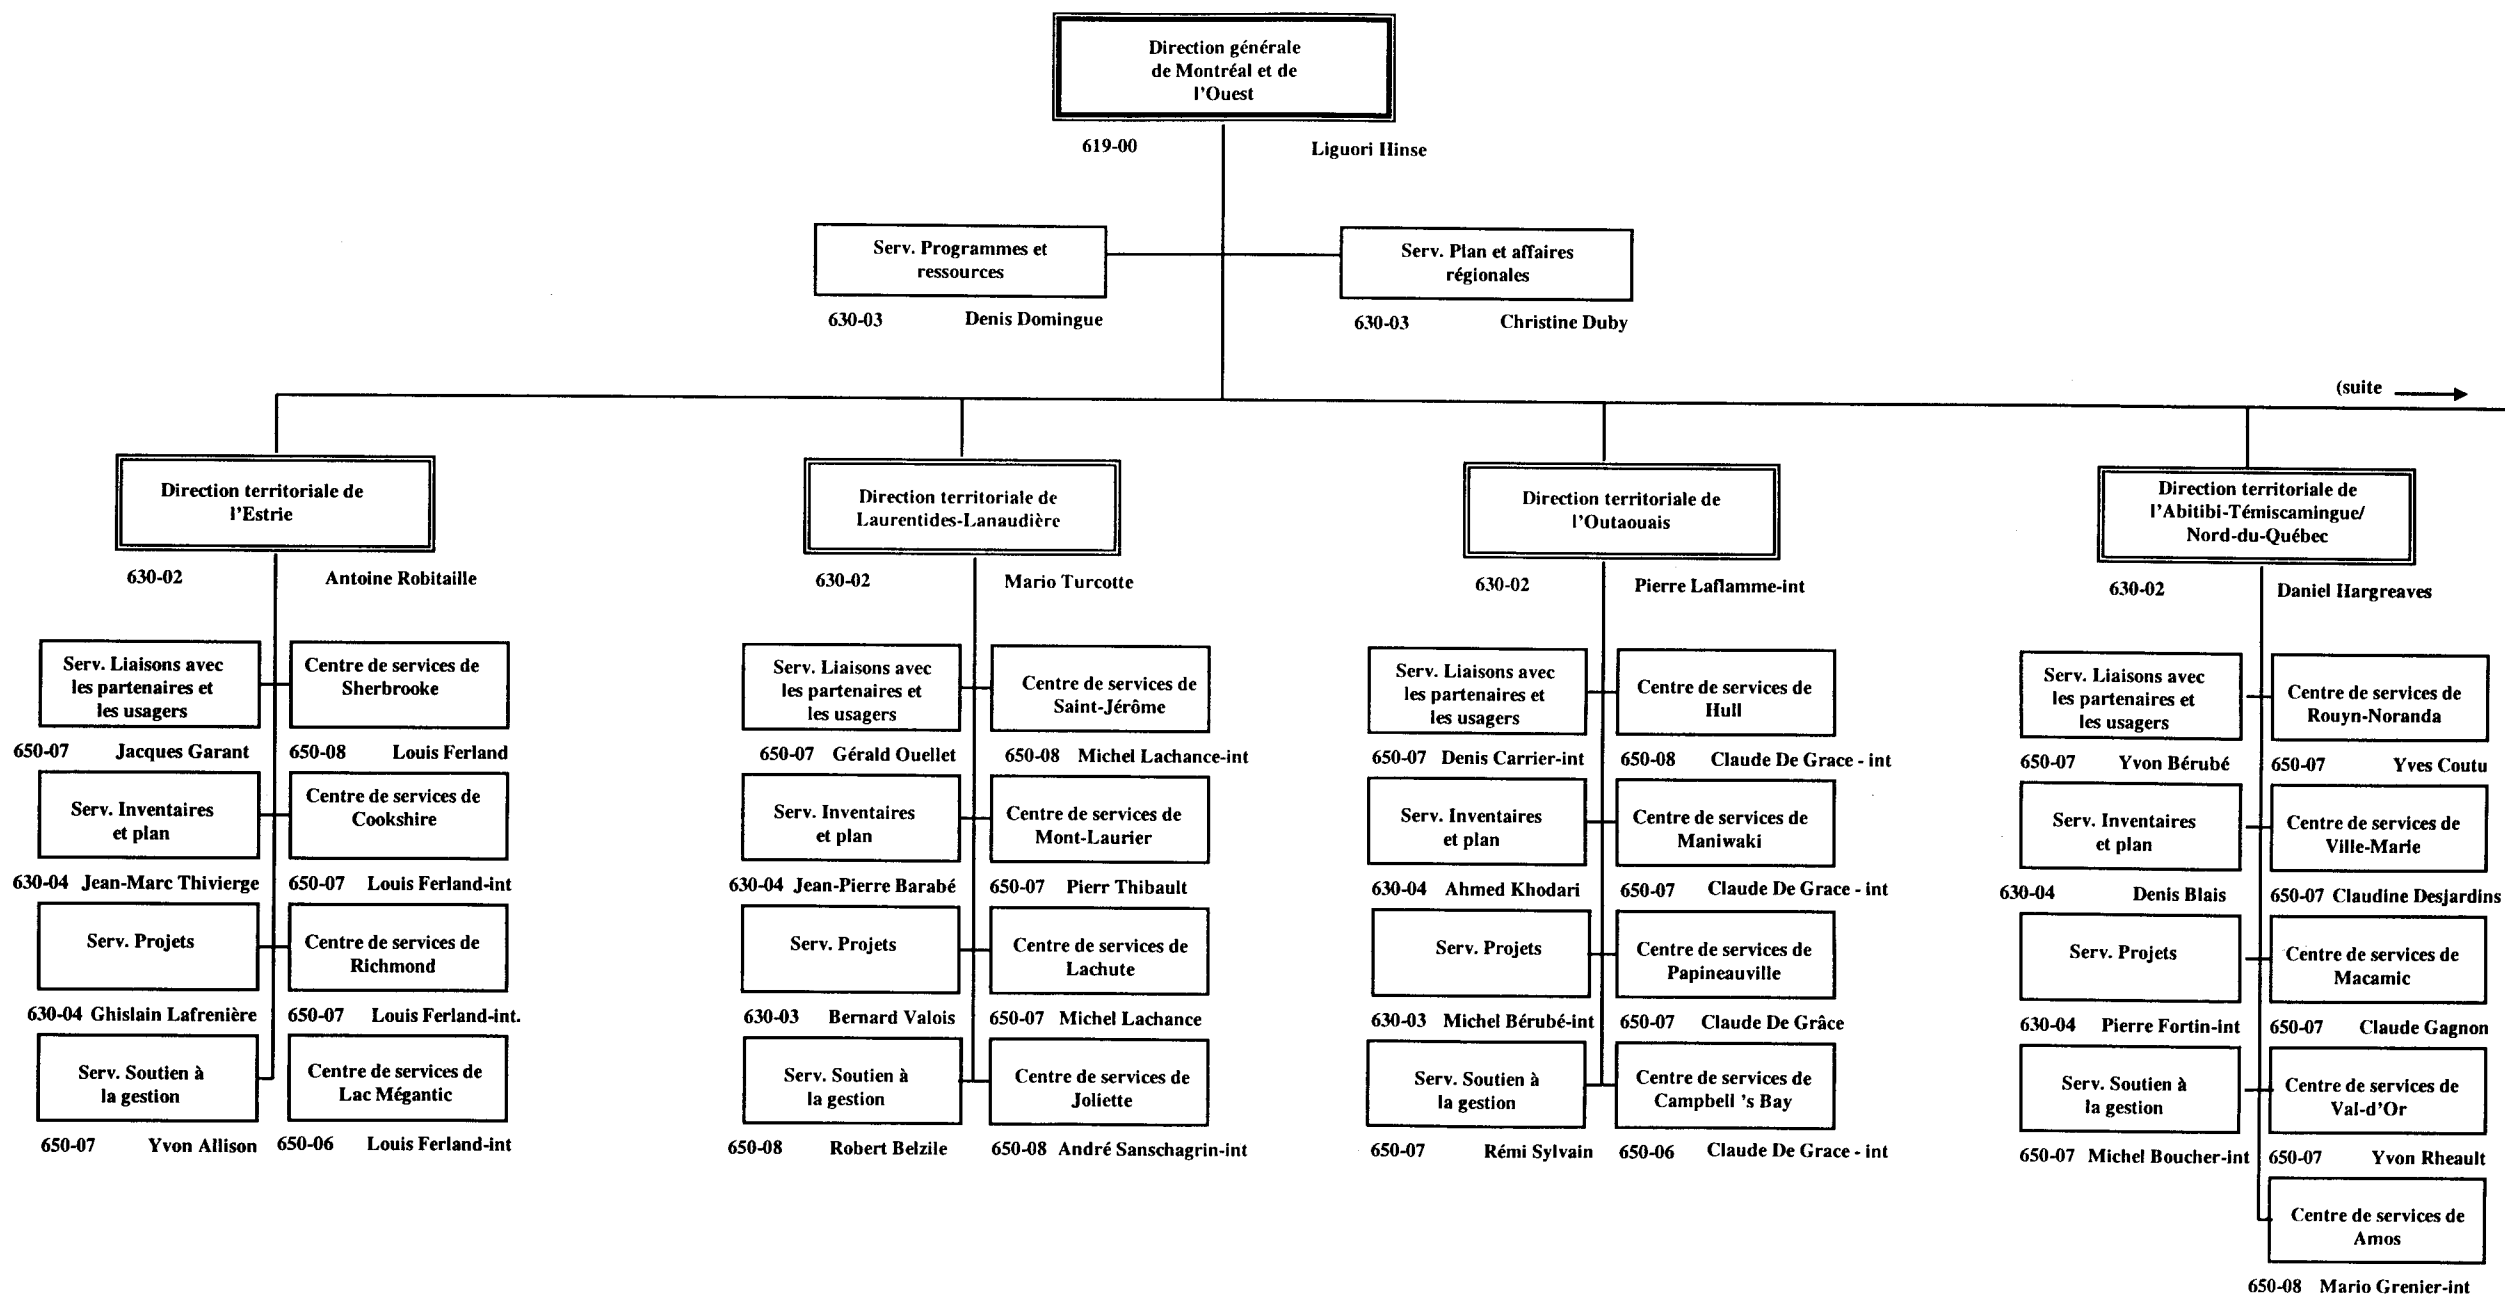 Direction générale
de Montréal et de
l'Ouest
619-00 Liguori Hinse
Serv. Programmes et
ressources
630-03 Denis Domingue
Serv. Plan et affaires
régionales
630-03 Christine Duby
(suite
Direction territoriale de
l'Estrie
630-02 Antoine Robitaille
Serv. Liaisons avec
les partenaires et
les usagers
650-07 Jacques Garant
Centre de services de
Sherbrooke
650-08 Louis Ferland
Serv. Inventaires
et plan
630-04 Jean-Marc Thivierge
Centre de services de
Cookshire
650-07 Louis Ferland-int
Serv. Projets
630-04 Ghislain Lafrenière
Centre de services de
Richmond
650-07 Louis Ferland-int.
Serv. Soutien à
la gestion
650-07 Yvon Allison
Centre de services de
Lac Mégantic
650-06 Louis Ferland-int
Direction territoriale de
Laurentides-Lanaudière
630-02 Mario Turcotte
Serv. Liaisons avec
les partenaires et
les usagers
650-07 Gérald Ouellet
Centre de services de
Saint-Jérôme
650-08 Michel Lachance-int
Serv. Inventaires
et plan
630-04 Jean-Pierre Barabé
Centre de services de
Mont-Laurier
650-07 Pierr Thibault
Serv. Projets
630-03 Bernard Valois
Centre de services de
Lachute
650-07 Michel Lachance
Serv. Soutien à
la gestion
650-08 Robert Belzile
Centre de services de
Joliette
650-08 André Sanschagrin-int
Direction territoriale de
l'Outaouais
630-02 Pierre Laflamme-int
Serv. Liaisons avec
les partenaires et
les usagers
650-07 Denis Carrier-int
Centre de services de
Hull
650-08 Claude De Grace - int
Serv. Inventaires
et plan
630-04 Ahmed Khodari
Centre de services de
Maniwaki
650-07 Claude De Grace - int
Serv. Projets
630-03 Michel Bérubé-int
Centre de services de
Papineauville
650-07 Claude De Grâce
Serv. Soutien à
la gestion
650-07 Rémi Sylvain
Centre de services de
Campbell 's Bay
650-06 Claude De Grace - int
Direction territoriale de
l'Abitibi-Témiscamingue/
Nord-du-Québec
630-02 Daniel Hargreaves
Serv. Liaisons avec
les partenaires et
les usagers
650-07 Yvon Bérubé
Centre de services de
Rouyn-Noranda
650-07 Yves Coutu
Serv. Inventaires
et plan
630-04 Denis Blais
Centre de services de
Ville-Marie
650-07 Claudine Desjardins
Serv. Projets
630-04 Pierre Fortin-int
Centre de services de
Macamic
650-07 Claude Gagnon
Serv. Soutien à
la gestion
650-07 Michel Boucher-int
Centre de services de
Val-d'Or
650-07 Yvon Rheault
Centre de services de
Amos
650-08 Mario Grenier-int